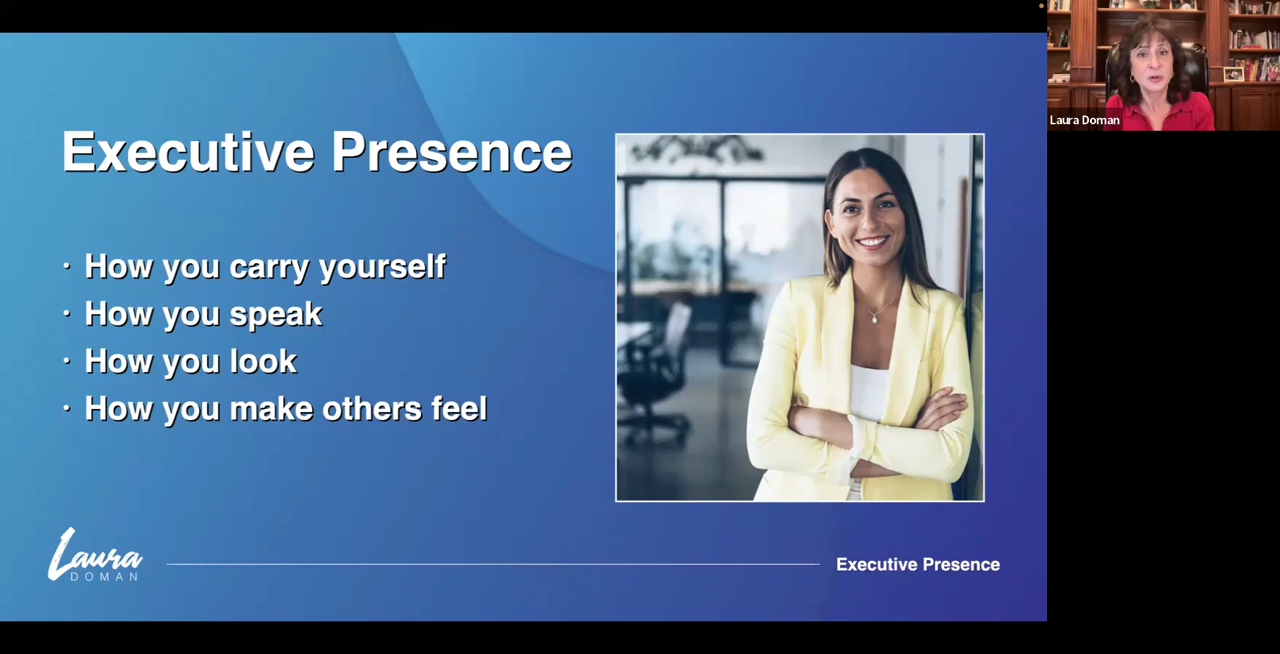 Executive Presence
· How you carry yourself
· How you speak
· How you look
· How you make others feel
Laura
DOMAN
Executive Presence
Laura Doman